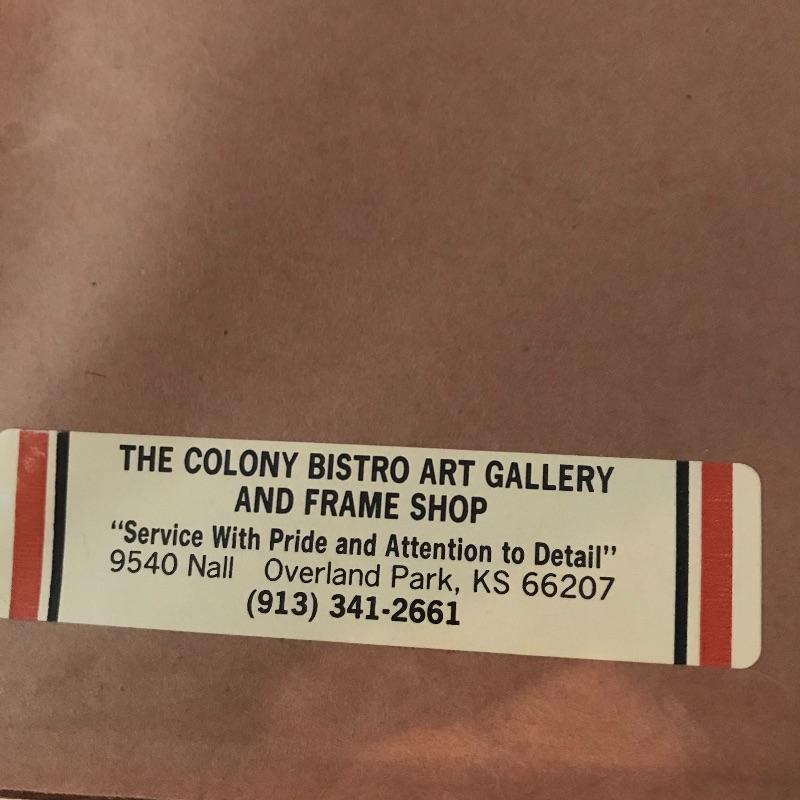 THE COLONY BISTRO ART GALLERY
AND FRAME SHOP
“Service With Pride and Attention to Detail”
9540 Nall Overland Park, KS 66207
(913) 341-2661